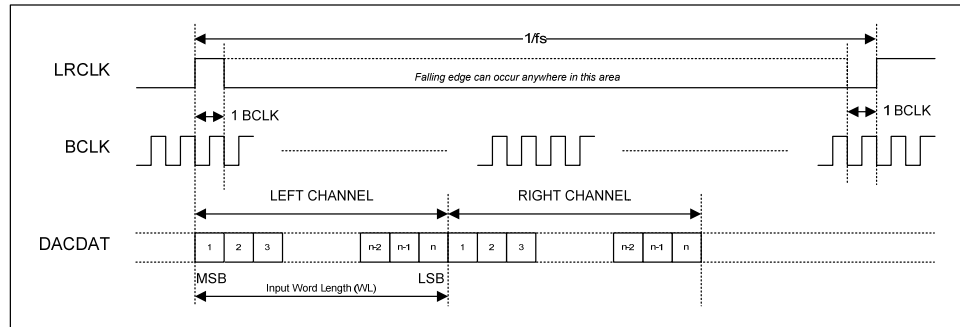 1/fs
LRCLK
Falling edge can occur anywhere in this area
1 BCLK
1 BCLK
BCLK
LEFT CHANNEL
RIGHT CHANNEL
DACDAT
1 2 3 n-2 n-1 n 1 2 3 n-2 n-1 n
MSB
LSB
Input Word Length (WL)